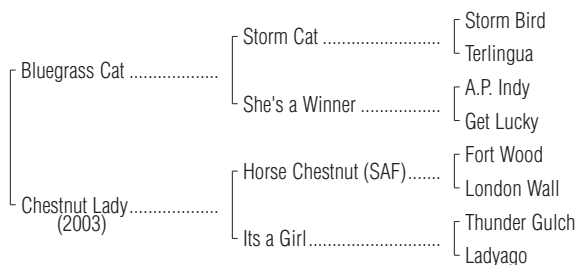 Storm Bird
Storm Cat ........................
Terlingua
Bluegrass Cat ..................
A.P. Indy
She's a Winner ................
Get Lucky
Fort Wood
Horse Chestnut (SAF).......
London Wall
Chestnut Lady..................
(2003)
Thunder Gulch
Its a Girl...........................
Ladyago